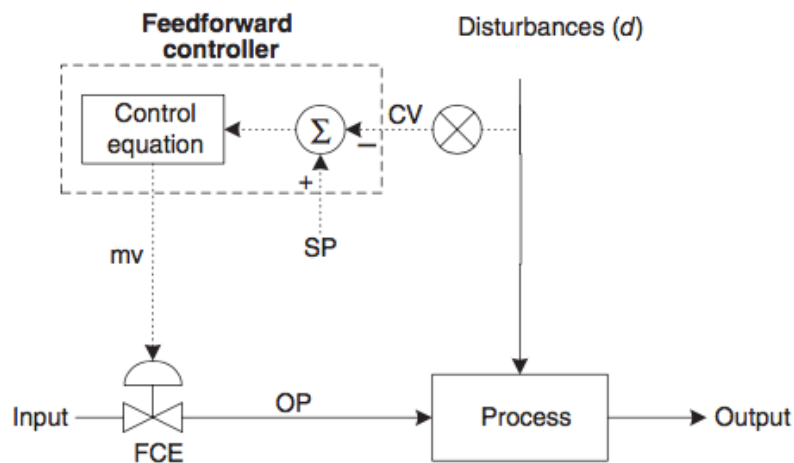 Feedforward
controller
Disturbances (d)
Control
equation
Σ
CV
−
+
SP
mv
Input
OP
FCE
Process
Output